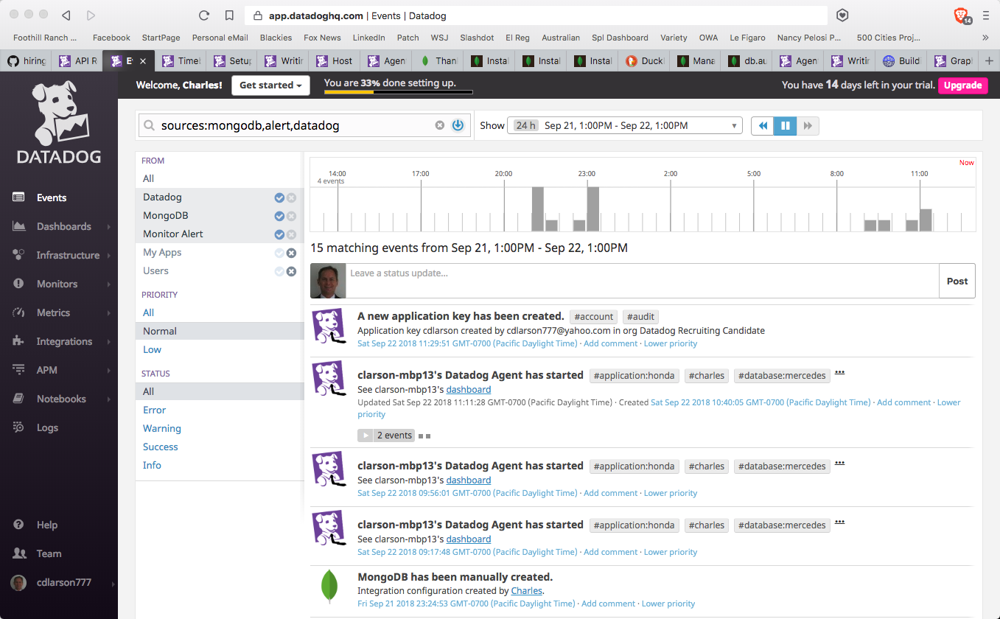 app.datadoghq.com | Events | Datadog
14
Foothill Ranch ... Facebook StartPage Personal eMail Blackies Fox News LinkedIn Patch WSJ Slashdot El Reg Australian Spl Dashboard Variety OWA Le Figaro Nancy Pelosi P... 500 Cities Proj... »
hiring API R E Time Setup Writin Host Agen Than Instal Instal Instal Duck Mana db.au Agen Writin Build Grap
Welcome, Charles! Get started You are 33% done setting up. You have 14 days left in your trial. Upgrade
DATADOG
Events
Dashboards
Infrastructure
Monitors
Metrics
Integrations
APM
Notebooks
Logs
Help
Team
cdlarson777
sources:mongodb,alert,datadog Show 24 h Sep 21, 1:00PM - Sep 22, 1:00PM
FROM
All
Datadog
MongoDB
Monitor Alert
My Apps
Users
PRIORITY
All
Normal
Low
STATUS
All
Error
Warning
Success
Info
Now
14:00 17:00 20:00 23:00 2:00 5:00 8:00 11:00
4 events
15 matching events from Sep 21, 1:00PM - Sep 22, 1:00PM
Leave a status update... Post
A new application key has been created. #account #audit
Application key cdlarson created by cdlarson777@yahoo.com in org Datadog Recruiting Candidate
Sat Sep 22 2018 11:29:51 GMT-0700 (Pacific Daylight Time) · Add comment · Lower priority
clarson-mbp13's Datadog Agent has started #application:honda #charles #database:mercedes ...
See clarson-mbp13's dashboard
Updated Sat Sep 22 2018 11:11:28 GMT-0700 (Pacific Daylight Time) · Created Sat Sep 22 2018 10:40:05 GMT-0700 (Pacific Daylight Time) · Add comment · Lower
priority
2 events
clarson-mbp13's Datadog Agent has started #application:honda #charles #database:mercedes ...
See clarson-mbp13's dashboard
Sat Sep 22 2018 09:56:01 GMT-0700 (Pacific Daylight Time) · Add comment · Lower priority
clarson-mbp13's Datadog Agent has started #application:honda #charles #database:mercedes ...
See clarson-mbp13's dashboard
Sat Sep 22 2018 09:17:48 GMT-0700 (Pacific Daylight Time) · Add comment · Lower priority
MongoDB has been manually created.
Integration configuration created by Charles.
Fri Sep 21 2018 23:24:53 GMT-0700 (Pacific Daylight Time) · Add comment · Lower priority